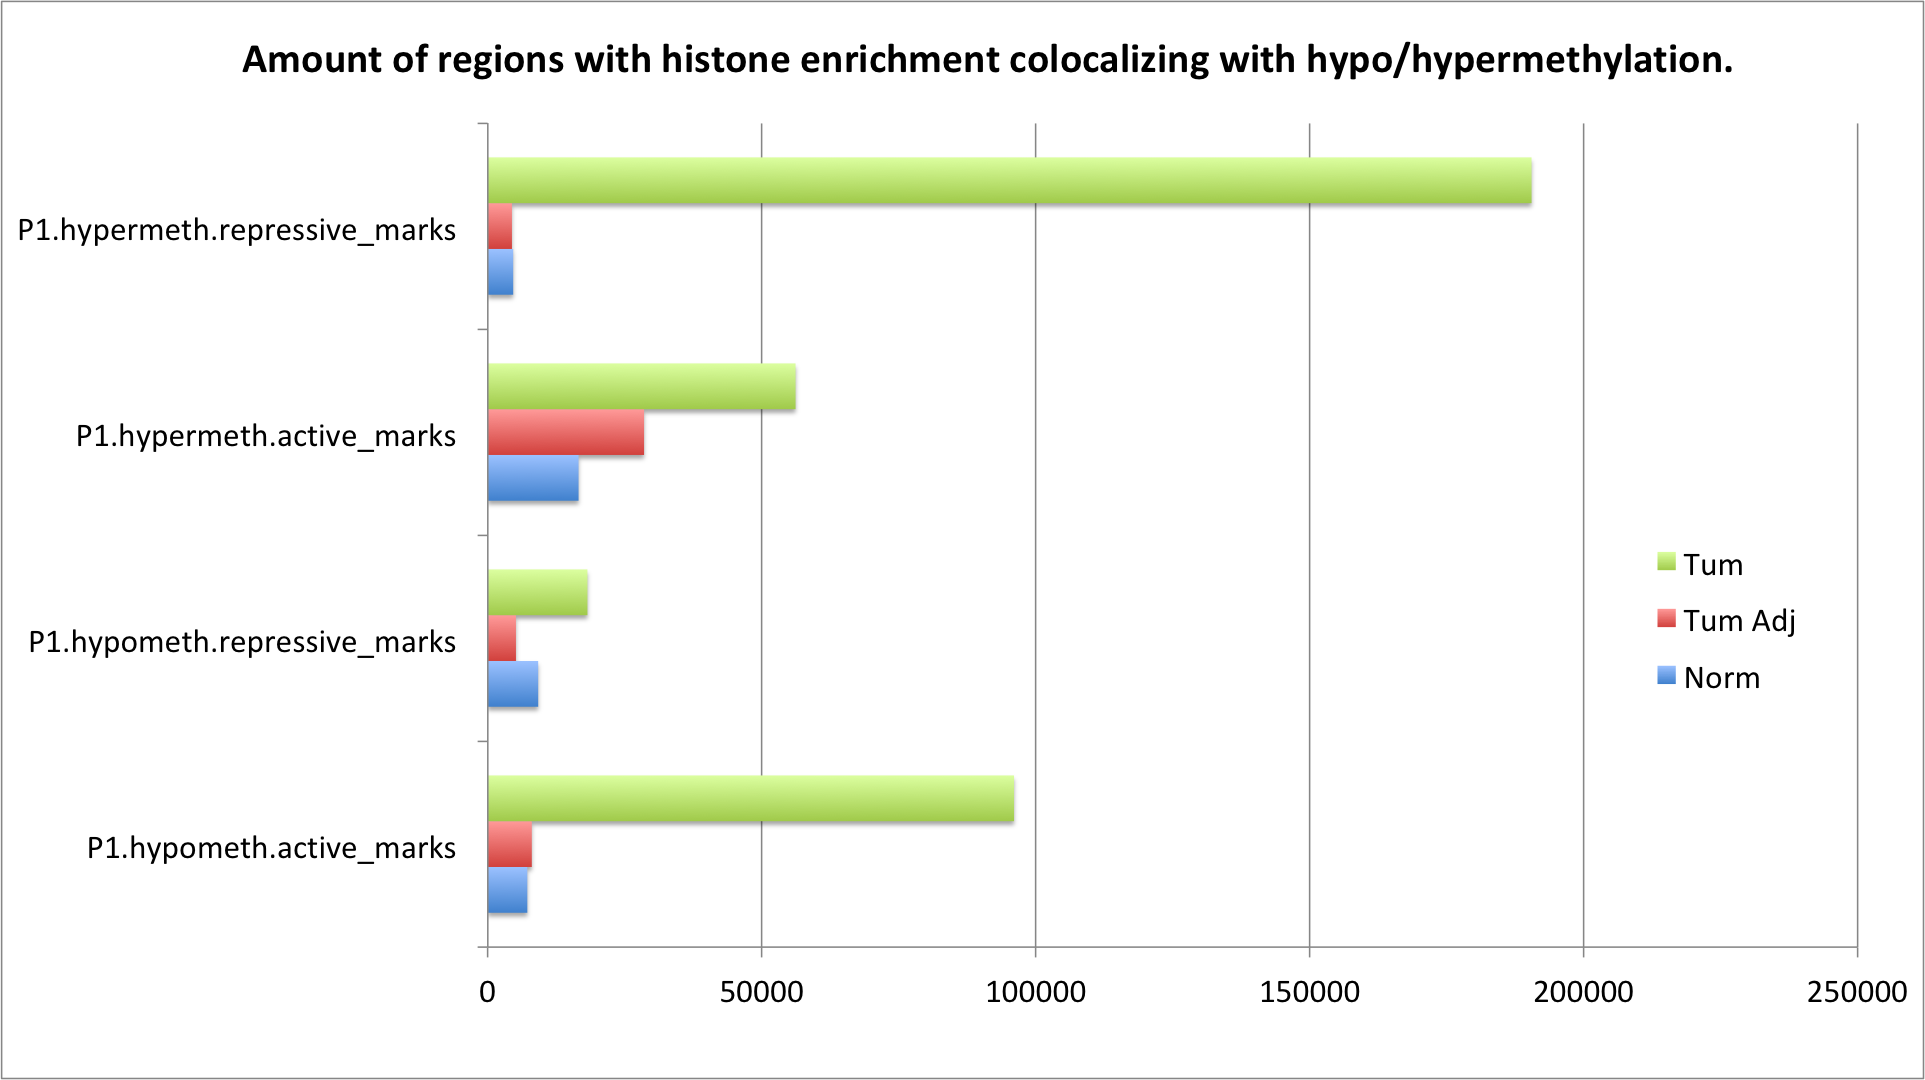 Amount of regions with histone enrichment colocalizing with hypo/hypermethylation.
P1.hypermeth.repressive_marks
P1.hypermeth.active_marks
P1.hypometh.repressive_marks
P1.hypometh.active_marks
Tum
Tum Adj
Norm
0 50000 100000 150000 200000 250000